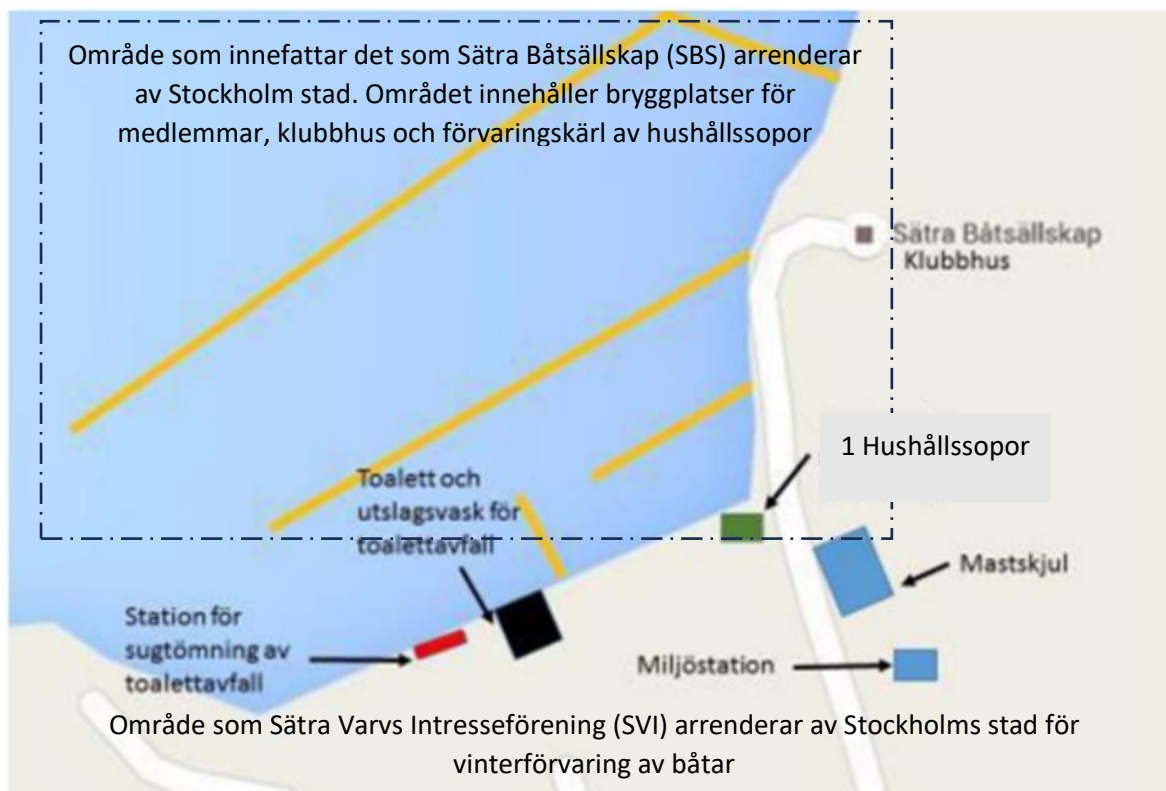 Område som innefattar det som Sätra Båtsällskap (SBS) arrenderar
av Stockholm stad. Området innehåller bryggplatser för
medlemmar, klubbhus och förvaringskärl av hushållssopor
Sätra Båtsällskap
Klubbhus
1 Hushållssopor
Toalett och
utslagsvask för
toalettavfall
Mastskjul
Station för
sugtömning av
toalettavfall
Miljöstation
Område som Sätra Varvs Intresseförening (SVI) arrenderar av Stockholms stad för
vinterförvaring av båtar